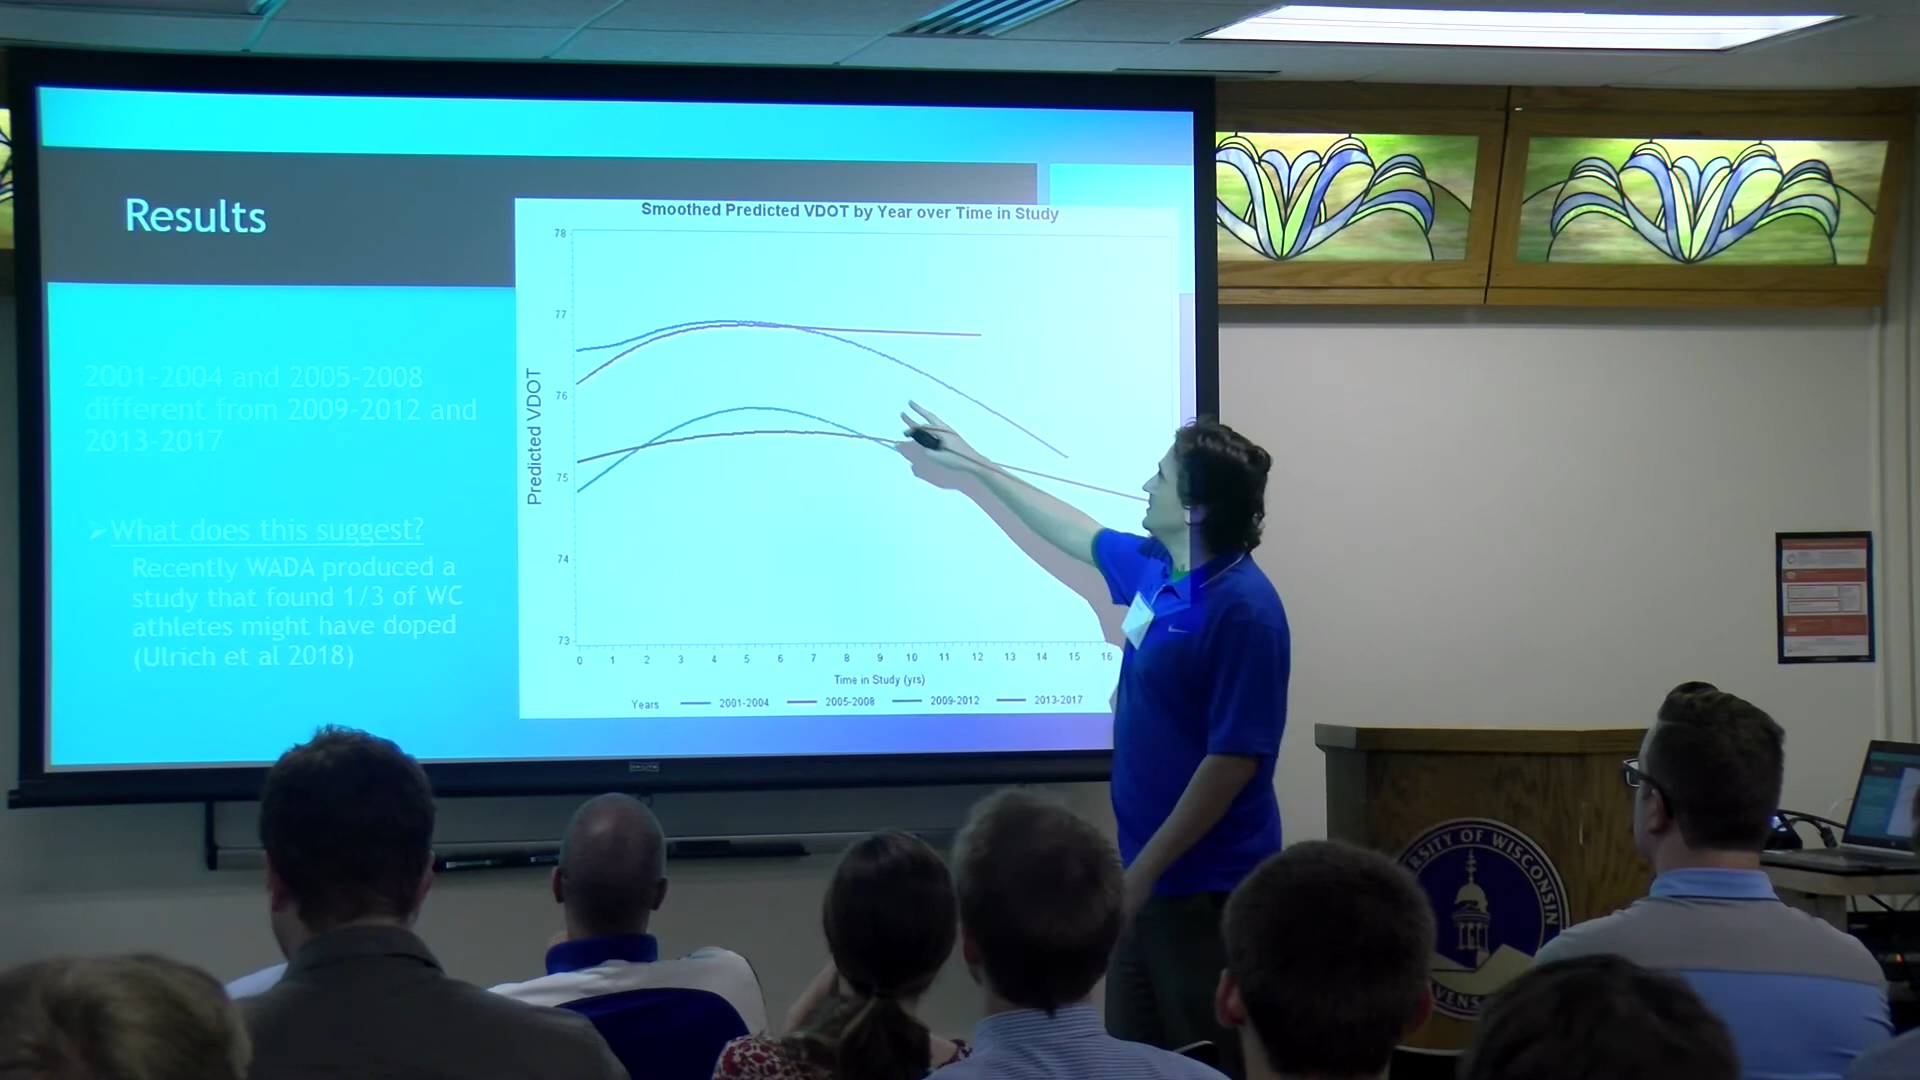 Results
2001-2004 and 2005-2008
different from 2009-2012 and
2013-2017
➢What does this suggest?
Recently WADA produced a
study that found 1/3 of WC
athletes might have doped
(Ulrich et al 2018)
Smoothed Predicted VDOT by Year over Time in Study
Predicted VDOT
78
77
76
75
74
73
0 1 2 3 4 5 6 7 8 9 10 11 12 13 14 15 16
Time in Study (yrs)
Years 2001-2004 2005-2008 2009-2012 2013-2017
RSITY OF WISCONSIN
VENS